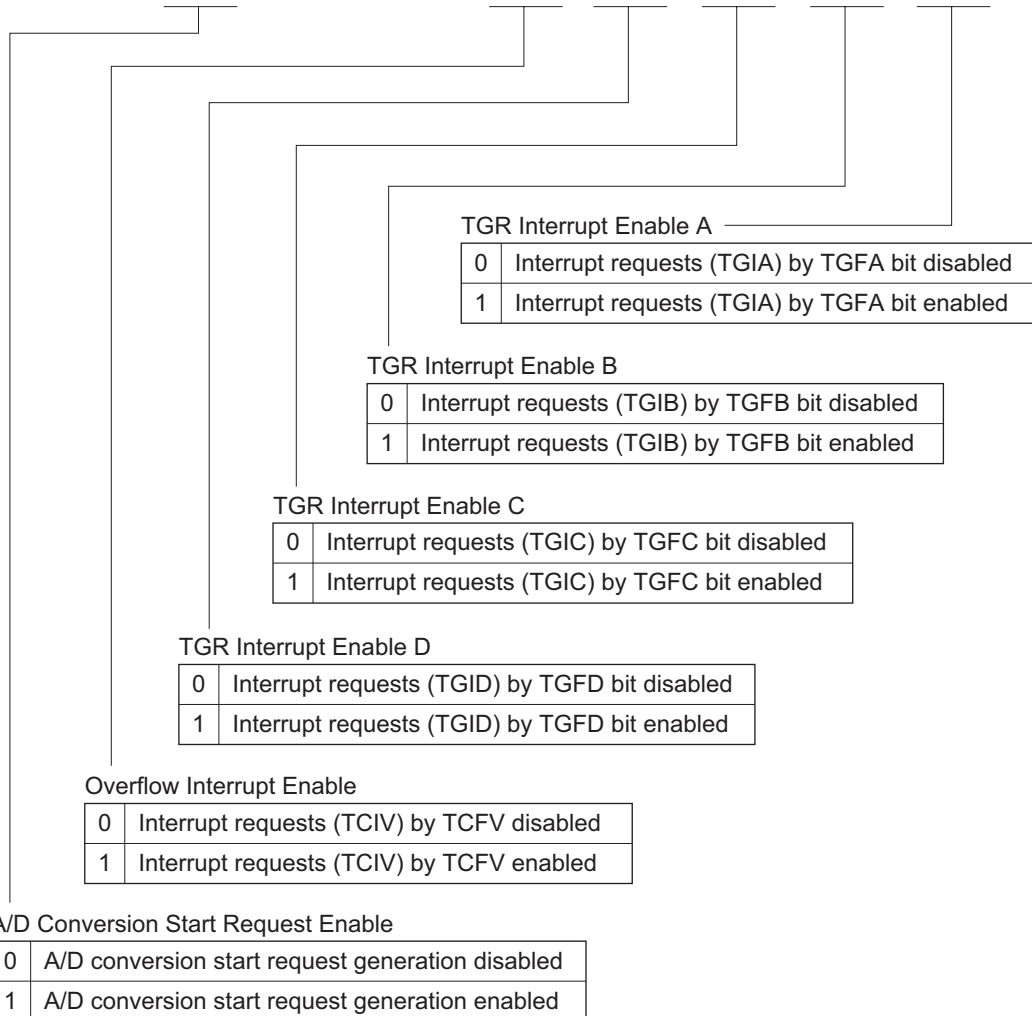 TGR Interrupt Enable A
0 Interrupt requests (TGIA) by TGFA bit disabled
1 Interrupt requests (TGIA) by TGFA bit enabled
TGR Interrupt Enable B
0 Interrupt requests (TGIB) by TGFB bit disabled
1 Interrupt requests (TGIB) by TGFB bit enabled
TGR Interrupt Enable C
0 Interrupt requests (TGIC) by TGFC bit disabled
1 Interrupt requests (TGIC) by TGFC bit enabled
TGR Interrupt Enable D
0 Interrupt requests (TGID) by TGFD bit disabled
1 Interrupt requests (TGID) by TGFD bit enabled
Overflow Interrupt Enable
0 Interrupt requests (TCIV) by TCFV disabled
1 Interrupt requests (TCIV) by TCFV enabled
A/D Conversion Start Request Enable
0 A/D conversion start request generation disabled
1 A/D conversion start request generation enabled